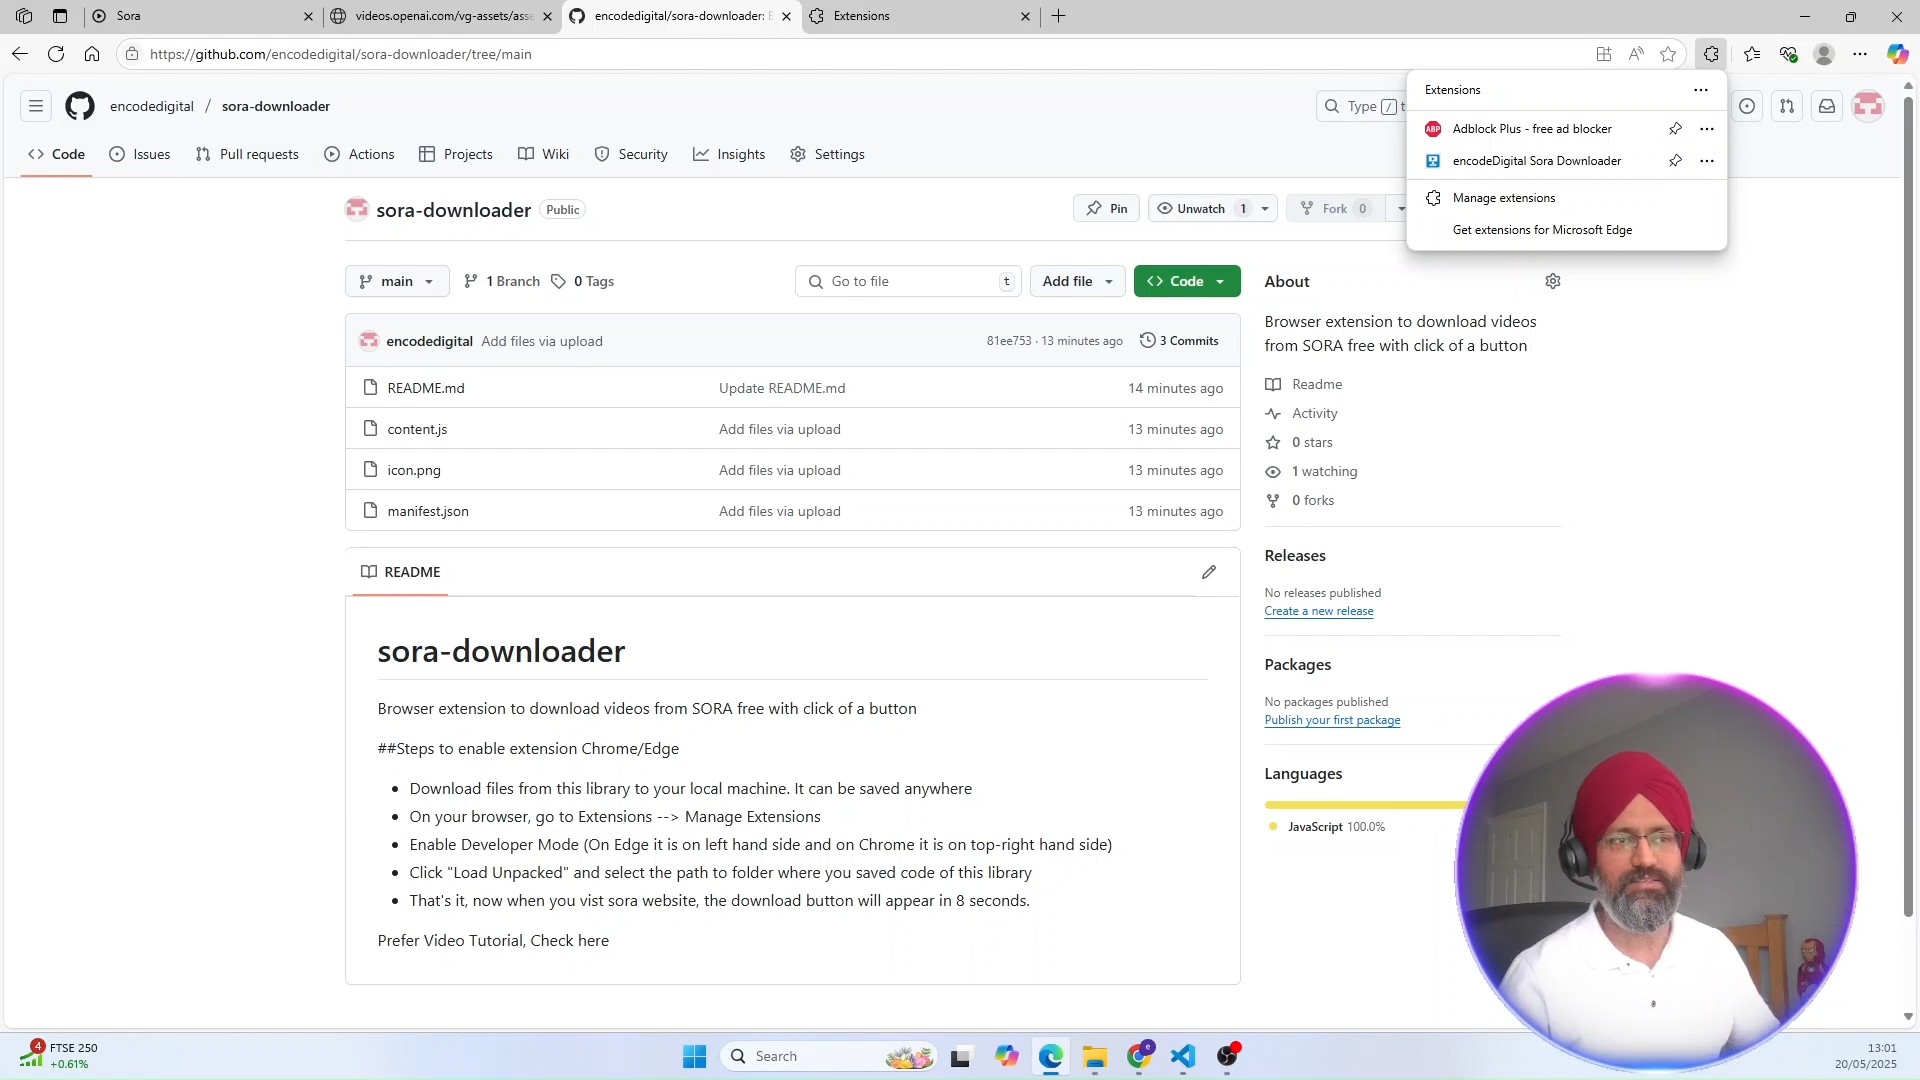 Sora
videos.openai.com/vg-assets/asse
encodedigital/sora-downloader: E
Extensions
https://github.com/encodedigital/sora-downloader/tree/main
Extensions
Adblock Plus - free ad blocker
encodeDigital Sora Downloader
Manage extensions
Get extensions for Microsoft Edge
encodedigital / sora-downloader
Type / t
Code
Issues
Pull requests
Actions
Projects
Wiki
Security
Insights
Settings
sora-downloader Public
Pin
Unwatch 1
Fork 0
main
1 Branch
0 Tags
Go to file t
Add file
Code
encodedigital Add files via upload 81ee753 · 13 minutes ago 3 Commits
README.md Update README.md 14 minutes ago
content.js Add files via upload 13 minutes ago
icon.png Add files via upload 13 minutes ago
manifest.json Add files via upload 13 minutes ago
README
sora-downloader
Browser extension to download videos from SORA free with click of a button
##Steps to enable extension Chrome/Edge
• Download files from this library to your local machine. It can be saved anywhere
• On your browser, go to Extensions --> Manage Extensions
• Enable Developer Mode (On Edge it is on left hand side and on Chrome it is on top-right hand side)
• Click "Load Unpacked" and select the path to folder where you saved code of this library
• That's it, now when you vist sora website, the download button will appear in 8 seconds.
Prefer Video Tutorial, Check here
About
Browser extension to download videos
from SORA free with click of a button
Readme
Activity
0 stars
1 watching
0 forks
Releases
No releases published
Create a new release
Packages
No packages published
Publish your first package
Languages
JavaScript 100.0%
4
FTSE 250
+0.61%
Search
13:01
20/05/2025
ABP
e